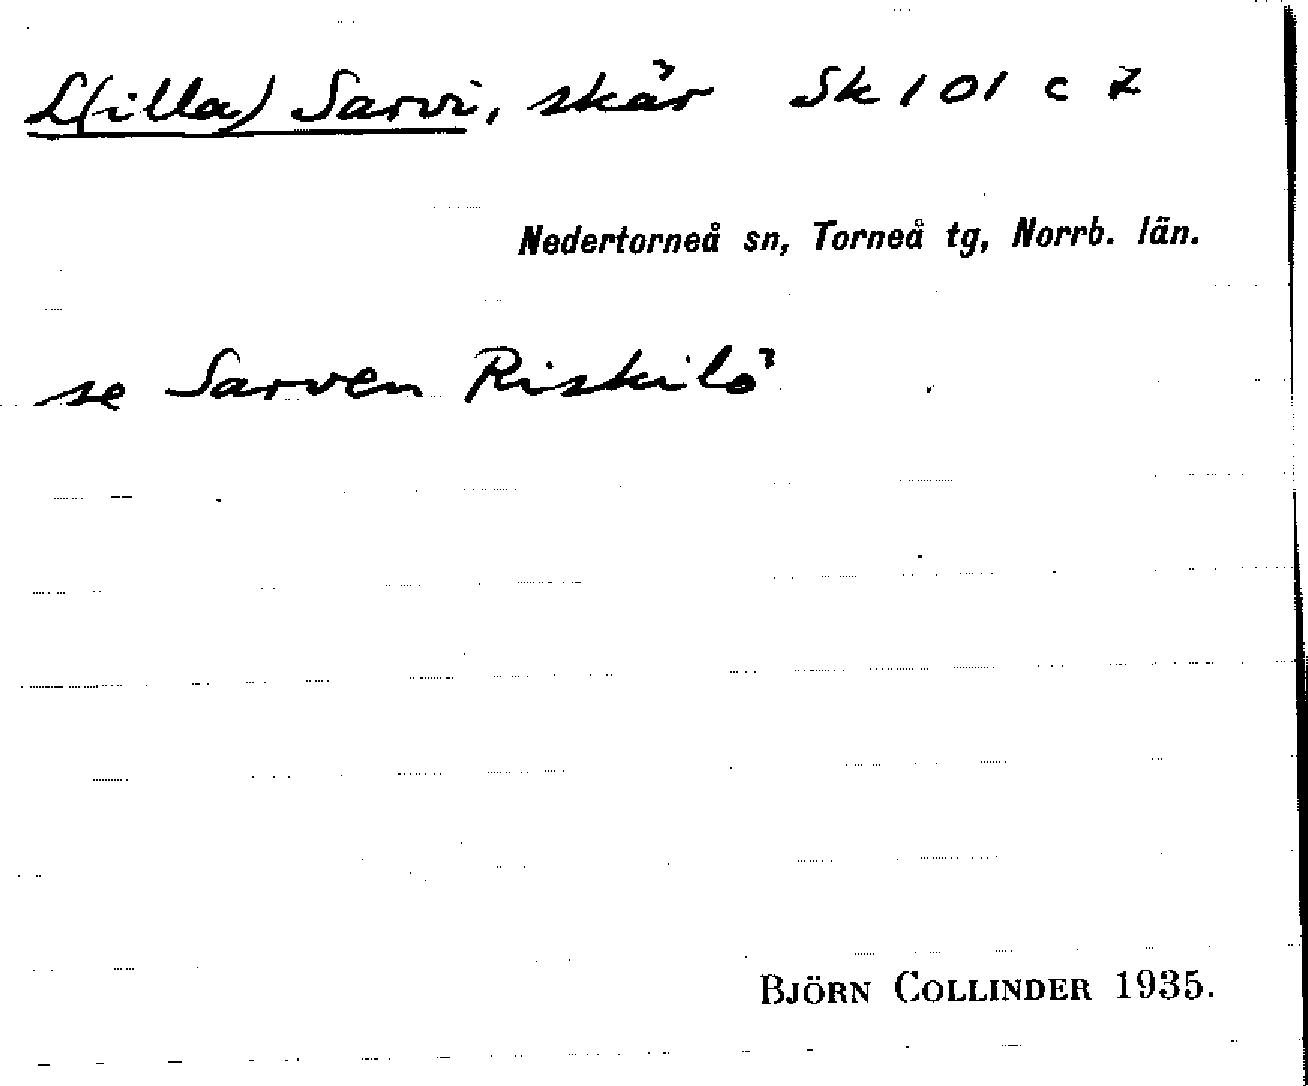 L(illa) Sarvi, skär Sk 101 c z
Nedertorneå sn, Torneå tg, Norrb. län.
se Sarven Riskilö
BJÖRN COLLINDER 1935.